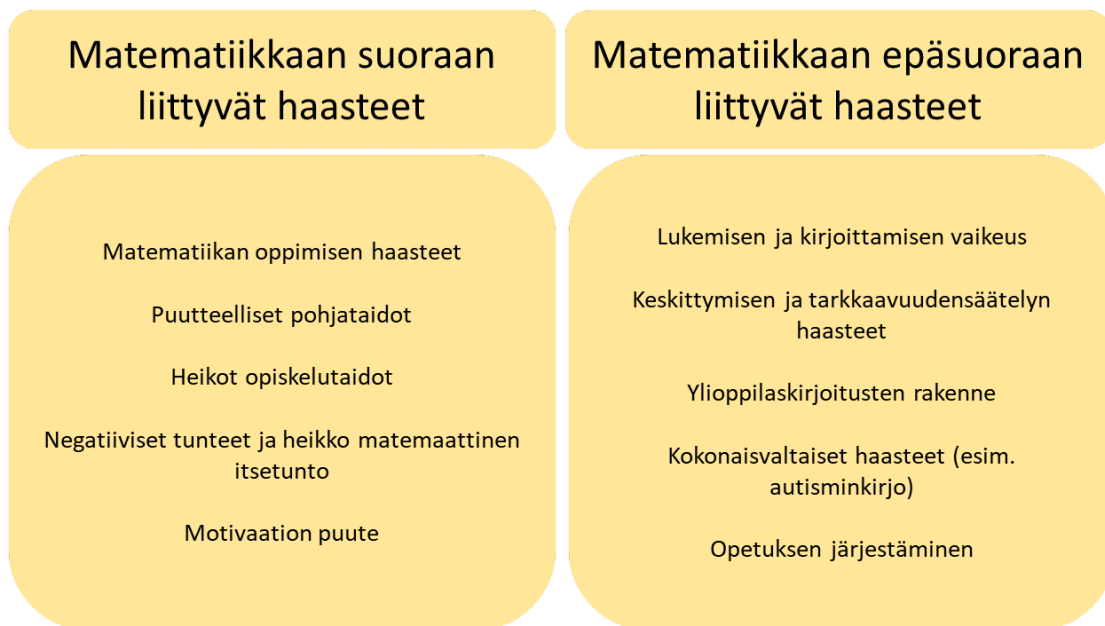 Matematiikkaan suoraan
liittyvät haasteet
Matematiikan oppimisen haasteet
Puutteelliset pohjataidot
Heikot opiskelutaidot
Negatiiviset tunteet ja heikko matemaattinen
itsetunto
Motivaation puute
Matematiikkaan epäsuoraan
liittyvät haasteet
Lukemisen ja kirjoittamisen vaikeus
Keskittymisen ja tarkkaavuudensäätelyn
haasteet
Ylioppilaskirjoitusten rakenne
Kokonaisvaltaiset haasteet (esim.
autisminkirjo)
Opetuksen järjestäminen